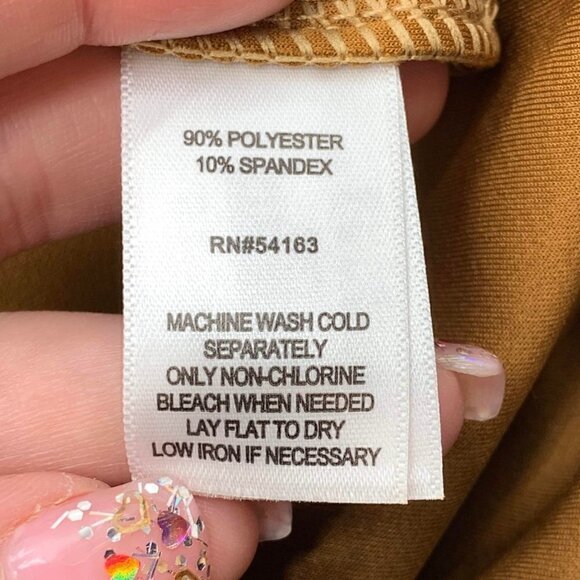 90% POLYESTER
10% SPANDEX
RN#54163
MACHINE WASH COLD
SEPARATELY
ONLY NON-CHLORINE
BLEACH WHEN NEEDED
LAY FLAT TO DRY
LOW IRON IF NECESSARY